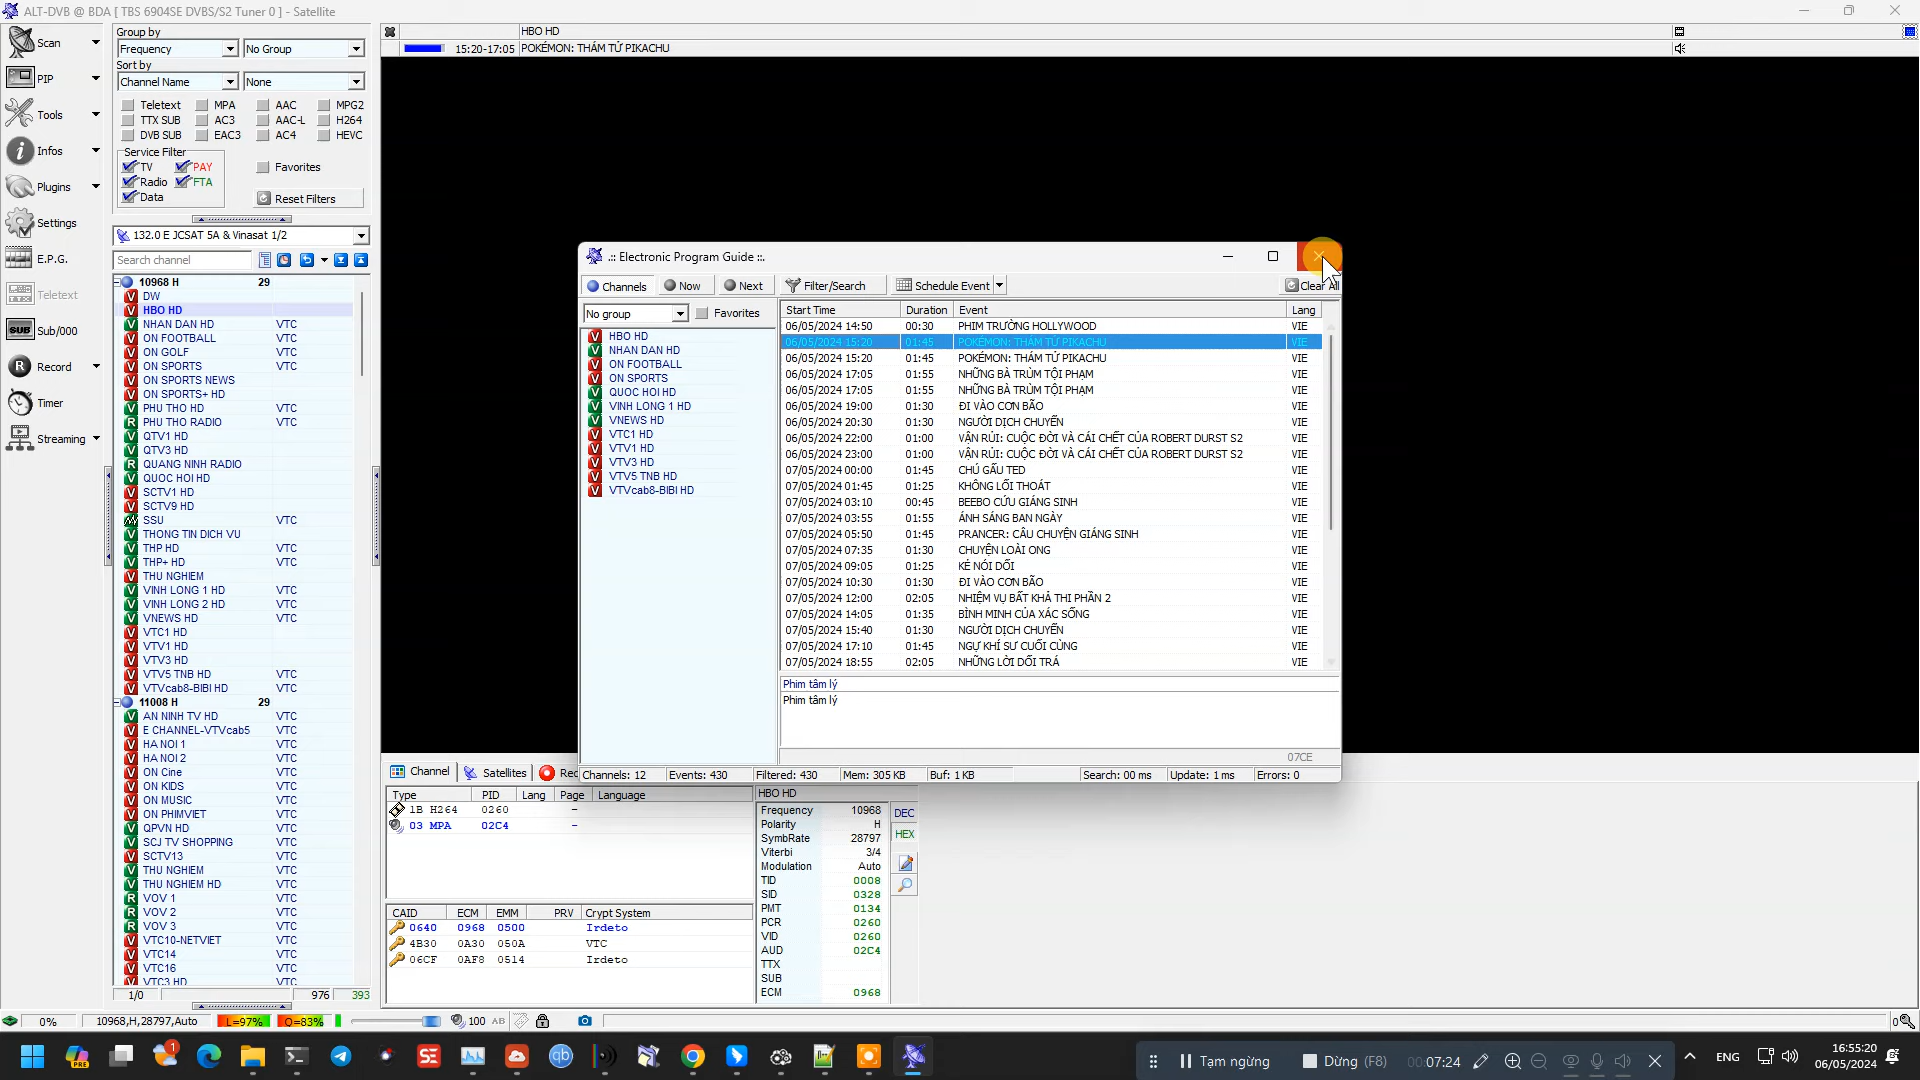 ALT-DVB @ BDA [ TBS 6904SE DVBS/S2 Tuner 0 ] - Satellite
Scan
PIP
Tools
Infos
Plugins
Settings
E.P.G.
Teletext
SUB Sub/000
Record
Timer
Streaming
Group by
Frequency No Group
Sort by
Channel Name None
Teletext MPA AAC MPG2
TTX SUB AC3 AAC-L H264
DVB SUB EAC3 AC4 HEVC
Service Filter
TV PAY Favorites
Radio FTA
Data Reset Filters
132.0 E JCSAT 5A & Vinasat 1/2
Search channel
10968 H 29
DW
HBO HD
NHAN DAN HD VTC
ON FOOTBALL VTC
ON GOLF VTC
ON SPORTS VTC
ON SPORTS NEWS
ON SPORTS+ HD
PHU THO HD VTC
PHU THO RADIO VTC
QTV1 HD
QTV3 HD
QUANG NINH RADIO
QUOC HOI HD
SCTV1 HD
SCTV9 HD
SSU VTC
THONG TIN DICH VU
THP HD VTC
THP+ HD VTC
THU NGHIEM
VINH LONG 1 HD VTC
VINH LONG 2 HD VTC
VNEWS HD VTC
VTC1 HD
VTV1 HD
VTV3 HD
VTV5 TNB HD VTC
VTVcab8-BIBI HD VTC
11008 H 29
AN NINH TV HD VTC
E CHANNEL-VTVcab5 VTC
HA NOI 1 VTC
HA NOI 2 VTC
ON Cine VTC
ON KIDS VTC
ON MUSIC VTC
ON PHIMVIET VTC
QPVN HD VTC
SCJ TV SHOPPING VTC
SCTV13 VTC
THU NGHIEM VTC
THU NGHIEM HD VTC
VOV 1 VTC
VOV 2 VTC
VOV 3 VTC
VTC10-NETVIET VTC
VTC14 VTC
VTC16 VTC
VTC3 HD VTC
1/0 976 393
HBO HD
15:20-17:05 POKÉMON: THÁM TỬ PIKACHU
.:: Electronic Program Guide ::.
Channels Now Next Filter/Search Schedule Event Clear All
No group Favorites
HBO HD
NHAN DAN HD
ON FOOTBALL
ON SPORTS
QUOC HOI HD
VINH LONG 1 HD
VNEWS HD
VTC1 HD
VTV1 HD
VTV3 HD
VTV5 TNB HD
VTVcab8-BIBI HD
Start Time Duration Event Lang
06/05/2024 14:50 00:30 PHIM TRƯỜNG HOLLYWOOD VIE
06/05/2024 15:20 01:45 POKÉMON: THÁM TỬ PIKACHU VIE
06/05/2024 15:20 01:45 POKÉMON: THÁM TỬ PIKACHU VIE
06/05/2024 17:05 01:55 NHỮNG BÀ TRÙM TỘI PHẠM VIE
06/05/2024 17:05 01:55 NHỮNG BÀ TRÙM TỘI PHẠM VIE
06/05/2024 19:00 01:30 ĐI VÀO CƠN BÃO VIE
06/05/2024 20:30 01:30 NGƯỜI DỊCH CHUYỂN VIE
06/05/2024 22:00 01:00 VẬN RỦI: CUỘC ĐỜI VÀ CÁI CHẾT CỦA ROBERT DURST S2 VIE
06/05/2024 23:00 01:00 VẬN RỦI: CUỘC ĐỜI VÀ CÁI CHẾT CỦA ROBERT DURST S2 VIE
07/05/2024 00:00 01:45 CHÚ GẤU TED VIE
07/05/2024 01:45 01:25 KHÔNG LỐI THOÁT VIE
07/05/2024 03:10 00:45 BEEBO CỨU GIÁNG SINH VIE
07/05/2024 03:55 01:55 ÁNH SÁNG BAN NGÀY VIE
07/05/2024 05:50 01:45 PRANCER: CÂU CHUYỆN GIÁNG SINH VIE
07/05/2024 07:35 01:30 CHUYỆN LOÀI ONG VIE
07/05/2024 09:05 01:25 KẺ NÓI DỐI VIE
07/05/2024 10:30 01:30 ĐI VÀO CƠN BÃO VIE
07/05/2024 12:00 02:05 NHIỆM VỤ BẤT KHẢ THI PHẦN 2 VIE
07/05/2024 14:05 01:35 BÌNH MINH CỦA XÁC SỐNG VIE
07/05/2024 15:40 01:30 NGƯỜI DỊCH CHUYỂN VIE
07/05/2024 17:10 01:45 NGỰ KHÍ SƯ CUỐI CÙNG VIE
07/05/2024 18:55 02:05 NHỮNG LỜI DỐI TRÁ VIE
Phim tâm lý
Phim tâm lý
07CE
Channels: 12 Events: 430 Filtered: 430 Mem: 305 KB Buf: 1 KB Search: 00 ms Update: 1 ms Errors: 0
Channel Satellites Rec
Type PID Lang Page Language
1B H264 0260 –
03 MPA 02C4 –
CAID ECM EMM PRV Crypt System
0640 0968 0500 Irdeto
4B30 0A30 050A VTC
06CF 0AF8 0514 Irdeto
HBO HD
Frequency 10968
Polarity H
SymbRate 28797
Viterbi 3/4
Modulation Auto
TID 0008
SID 0328
PMT 0134
PCR 0260
VID 0260
AUD 02C4
TTX
SUB
ECM 0968
DEC
HEX
0% 10968,H,28797,Auto L=97% Q=83% 100 AB 0
Tạm ngừng Dừng (F8) 00:07:24
ENG
16:55:20
06/05/2024